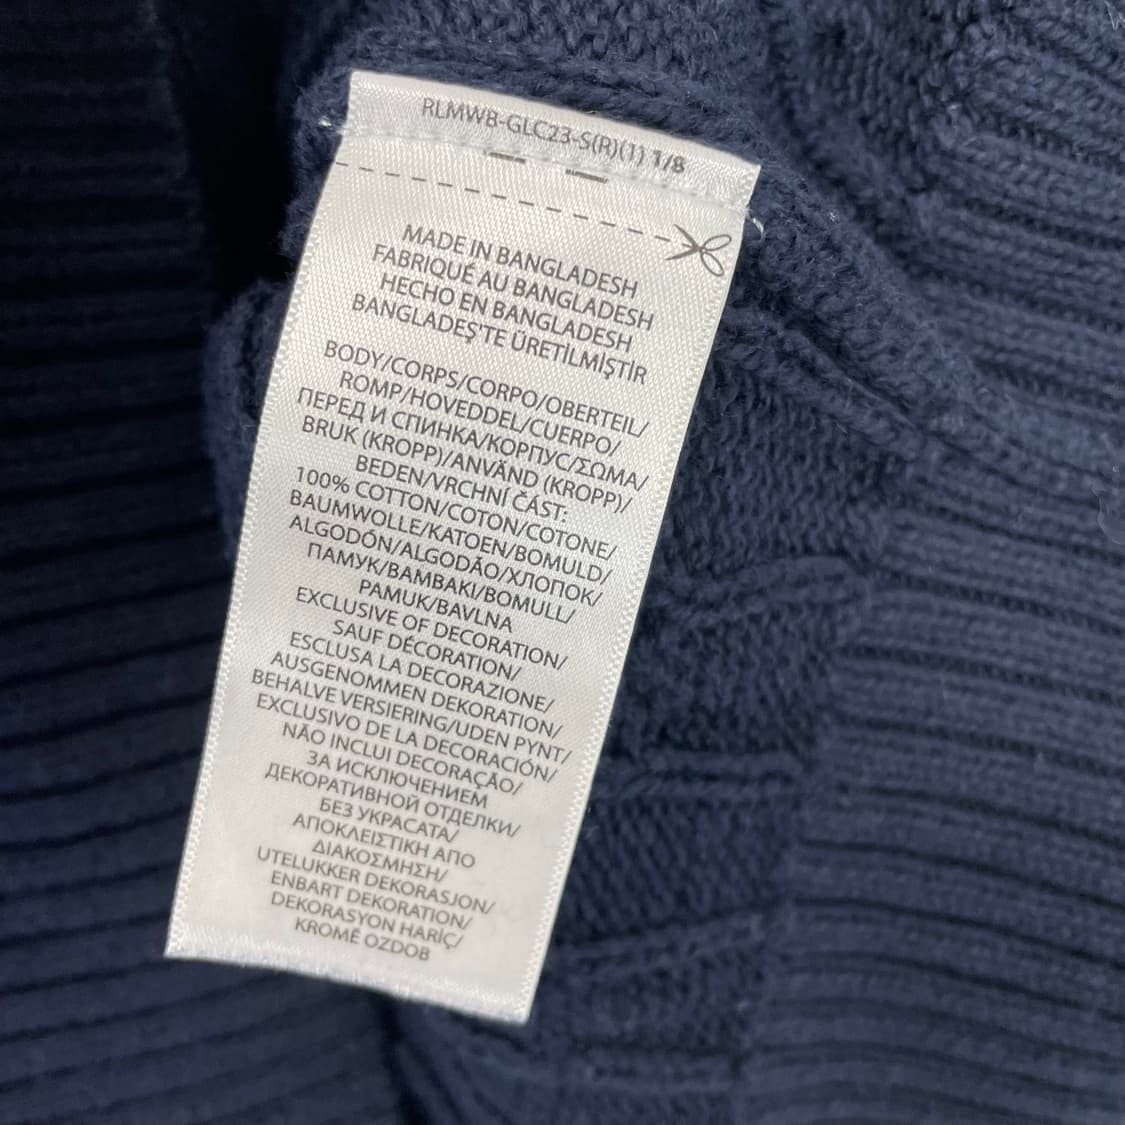 RLMWB-GLC23-S(R)(1) 1/8
MADE IN BANGLADESH
FABRIQUÉ AU BANGLADESH
HECHO EN BANGLADESH
BANGLADEŞ'TE ÜRETİLMİŞTİR
BODY/CORPS/CORPO/OBERTEIL/
ROMP/HOVEDDEL/CUERPO/
ПЕРЕД И СПИНКА/КОРПУС/ΣΩΜΑ/
BRUK (KROPP)/ANVÄND (KROPP)/
BEDEN/VRCHNÍ ČÁST:
100% COTTON/COTON/COTONE/
BAUMWOLLE/KATOEN/BOMULD/
ALGODÓN/ALGODÃO/ХЛОПОК/
ПАМУК/ΒΑΜΒΑΚΙ/BOMULL/
PAMUK/BAVLNA
EXCLUSIVE OF DECORATION/
SAUF DÉCORATION/
ESCLUSA LA DECORAZIONE/
AUSGENOMMEN DEKORATION/
BEHALVE VERSIERING/UDEN PYNT/
EXCLUSIVO DE LA DECORACIÓN/
NÃO INCLUI DECORAÇÃO/
ЗА ИСКЛЮЧЕНИЕМ
ДЕКОРАТИВНОЙ ОТДЕЛКИ/
БЕЗ УКРАСАТА/
ΑΠΟΚΛΕΙΣΤΙΚΗ ΑΠΟ
ΔΙΑΚΟΣΜΗΣΗ/
UTELUKKER DEKORASJON/
ENBART DEKORATION/
DEKORASYON HARİÇ/
KROMĚ OZDOB